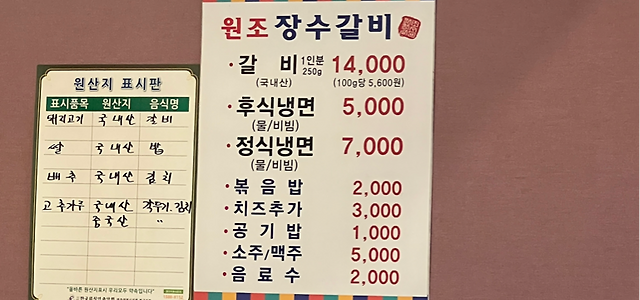 원산지 표시판
표시품목 원산지 음식명
돼지고기 국내산 갈비
쌀 국내산 밥
배추 국내산 김치
고추가루 국내산 깍두기, 김치
중국산 "
"올바른 원산지표시 우리모두 약속입니다"
원조 장수갈비
·갈 비 1인분 250g 14,000
(국내산) (100g당 5,600원)
·후식냉면 5,000
(물/비빔)
·정식냉면 7,000
(물/비빔)
·볶음밥 2,000
·치즈추가 3,000
·공기밥 1,000
·소주/맥주 5,000
·음료수 2,000